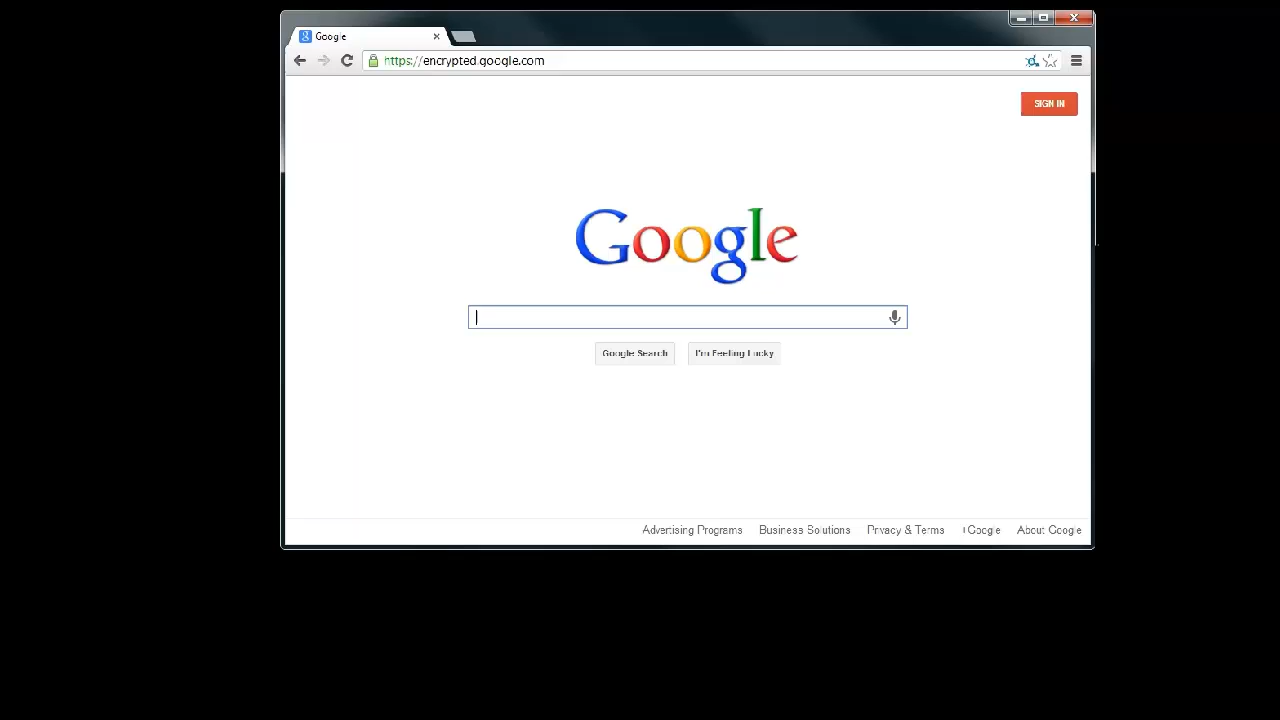 Google
https://encrypted.google.com
SIGN IN
Google
Google Search
I'm Feeling Lucky
Advertising Programs Business Solutions Privacy & Terms +Google About Google